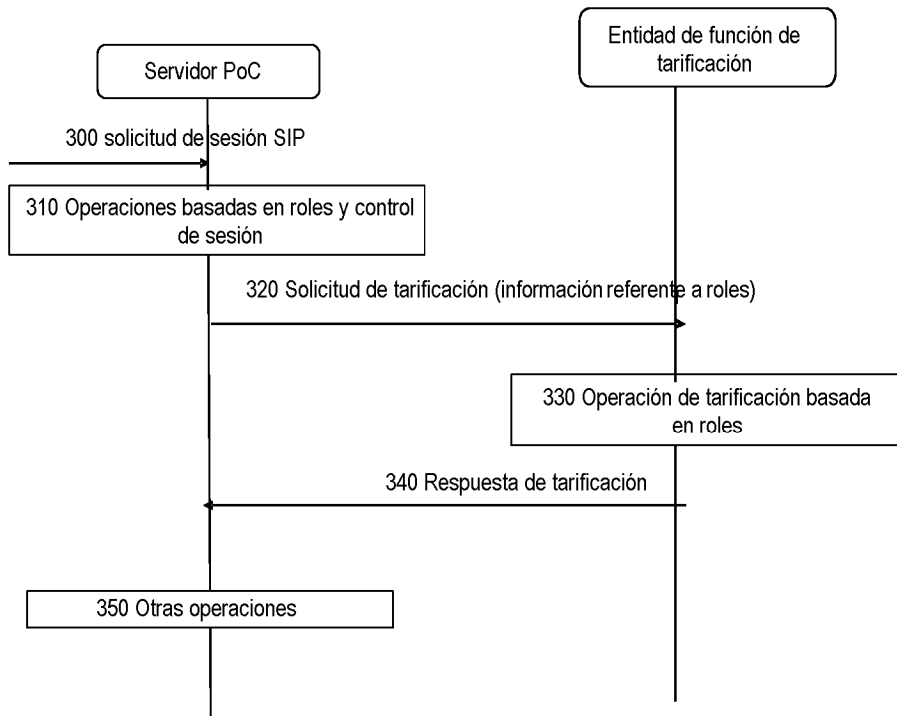 Servidor PoC
Entidad de función de
tarificación
300 solicitud de sesión SIP
310 Operaciones basadas en roles y control
de sesión
320 Solicitud de tarificación (información referente a roles)
330 Operación de tarificación basada
en roles
340 Respuesta de tarificación
350 Otras operaciones